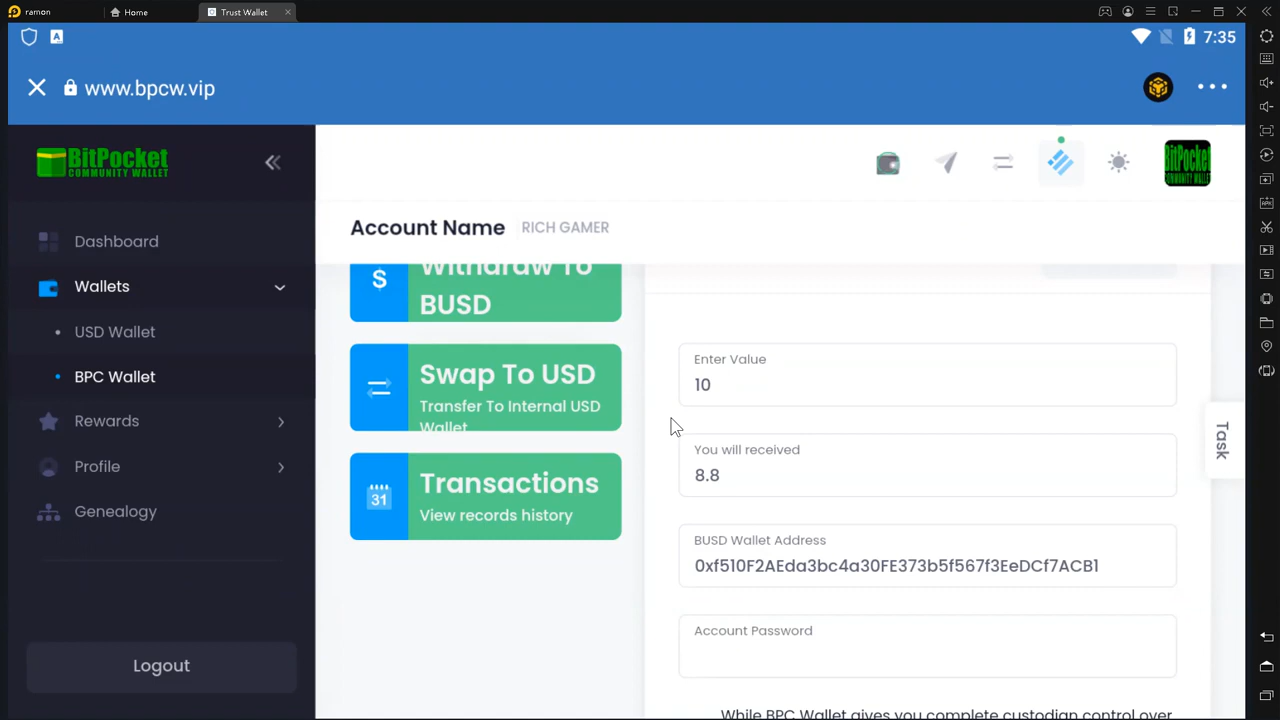 ramon
Home
Trust Wallet
A
7:35
www.bpcw.vip
BitPocket
COMMUNITY WALLET
BitPocket
COMMUNITY WALLET
Account Name RICH GAMER
Dashboard
Wallets
USD Wallet
BPC Wallet
Rewards
Profile
Genealogy
Logout
$
Withdraw To
BUSD
Swap To USD
Transfer To Internal USD
Wallet
31
Transactions
View records history
Enter Value
10
You will received
8.8
BUSD Wallet Address
0xf510F2AEda3bc4a30FE373b5f567f3EeDCf7ACB1
Account Password
While BPC Wallet gives you complete custodian control over
Task